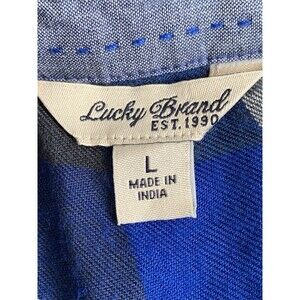 Lucky Brand
EST. 1990
L
MADE IN
INDIA